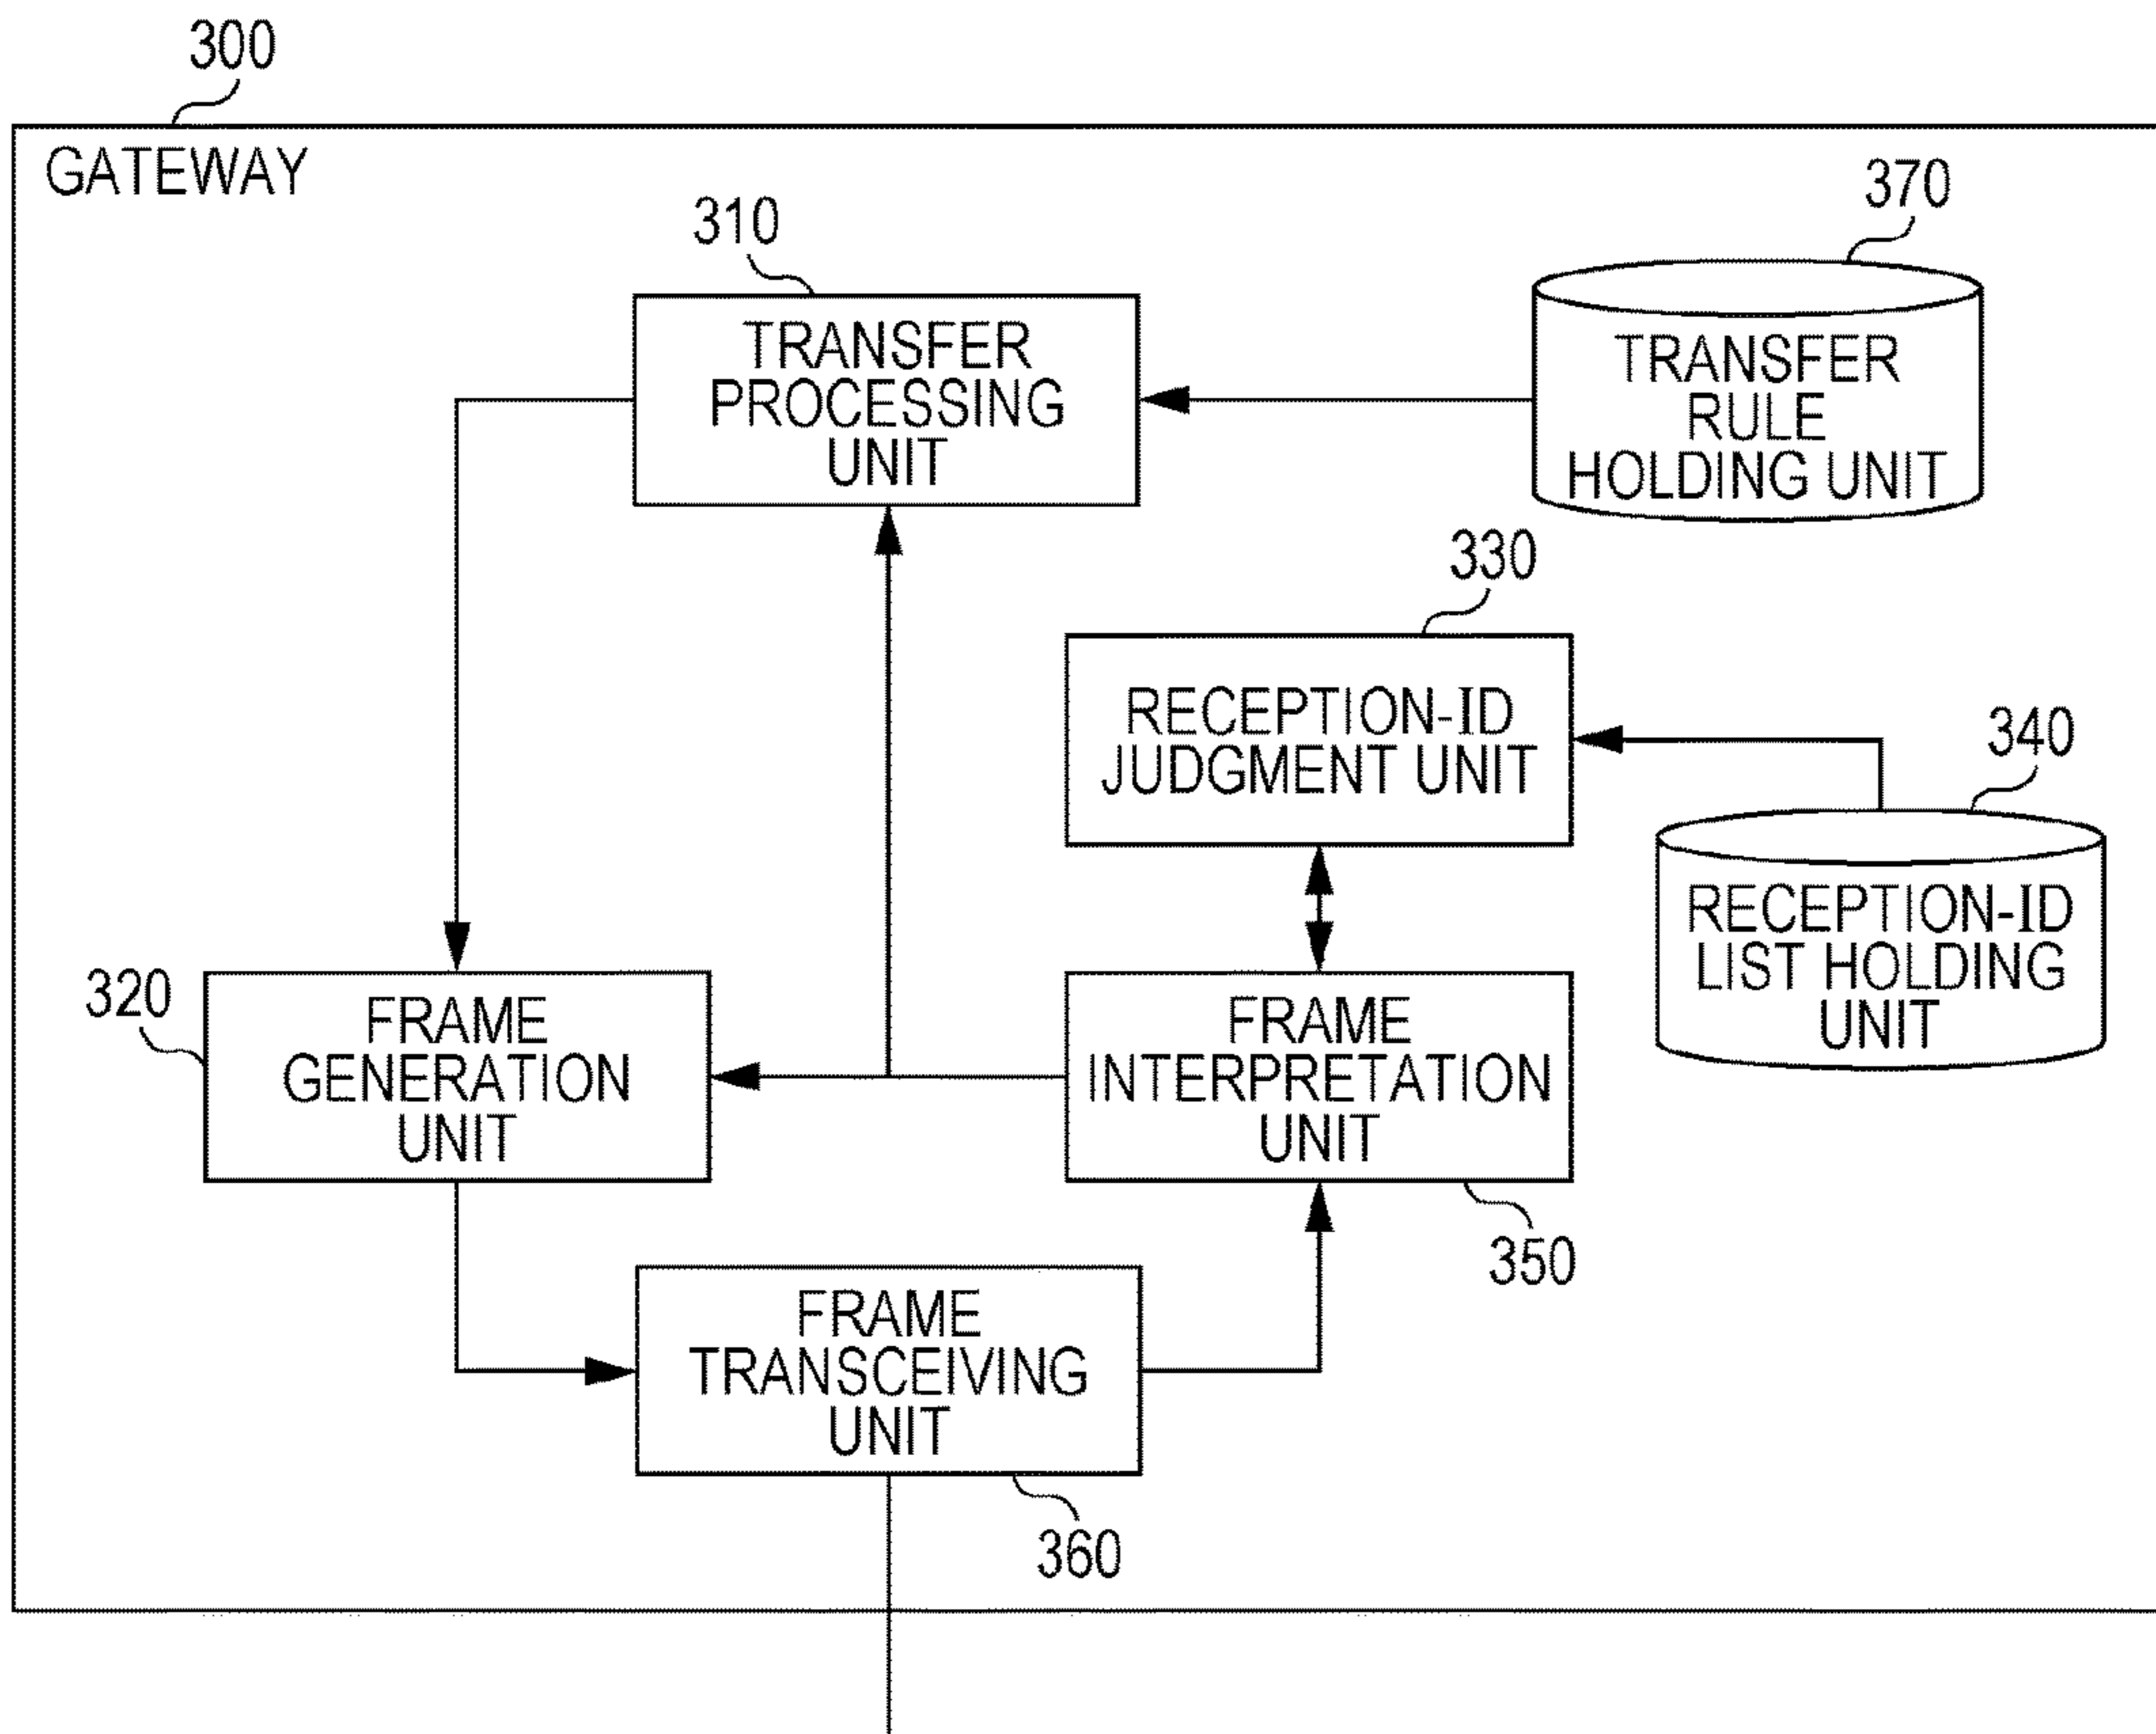 300
GATEWAY
370
310
TRANSFER
PROCESSING
UNIT
TRANSFER
RULE
HOLDING UNIT
330
RECEPTION-ID
JUDGMENT UNIT
340
RECEPTION-ID
LIST HOLDING
UNIT
320
FRAME
GENERATION
UNIT
FRAME
INTERPRETATION
UNIT
350
FRAME
TRANSCEIVING
UNIT
360